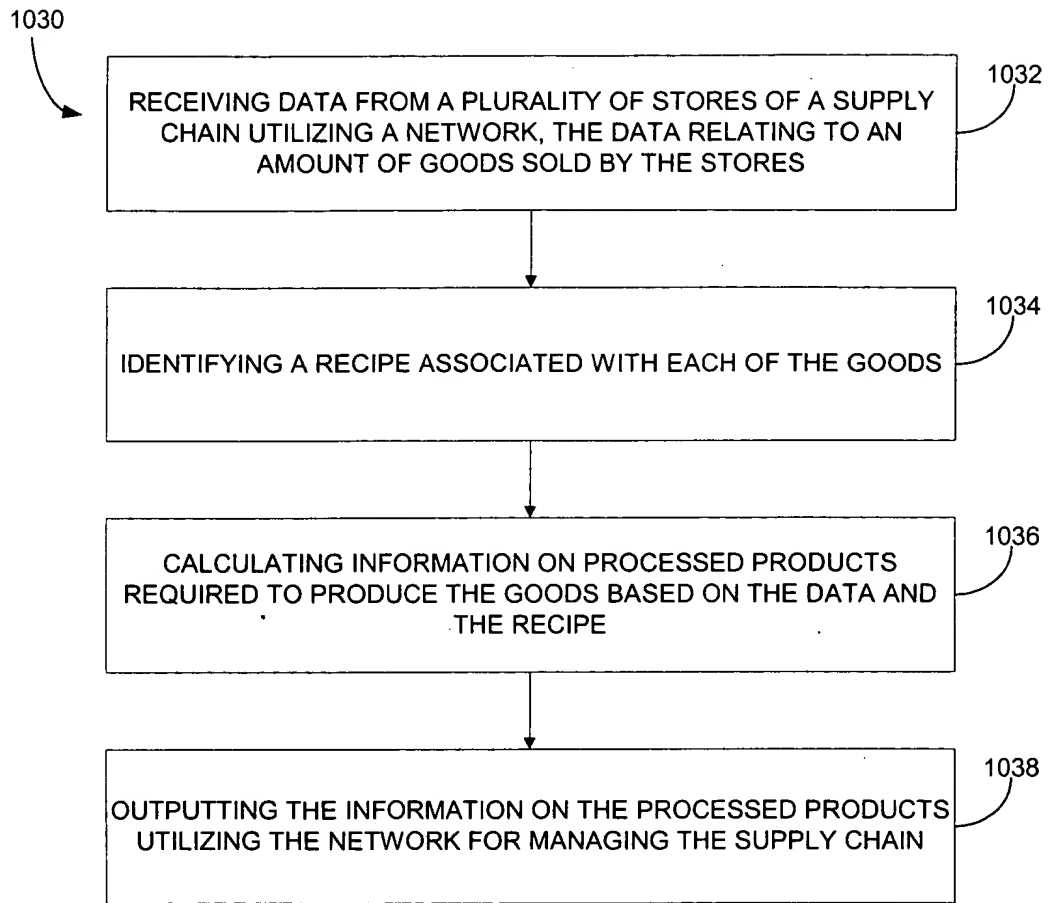 1030
1032
RECEIVING DATA FROM A PLURALITY OF STORES OF A SUPPLY
CHAIN UTILIZING A NETWORK, THE DATA RELATING TO AN
AMOUNT OF GOODS SOLD BY THE STORES
1034
IDENTIFYING A RECIPE ASSOCIATED WITH EACH OF THE GOODS
1036
CALCULATING INFORMATION ON PROCESSED PRODUCTS
REQUIRED TO PRODUCE THE GOODS BASED ON THE DATA AND
THE RECIPE
1038
OUTPUTTING THE INFORMATION ON THE PROCESSED PRODUCTS
UTILIZING THE NETWORK FOR MANAGING THE SUPPLY CHAIN